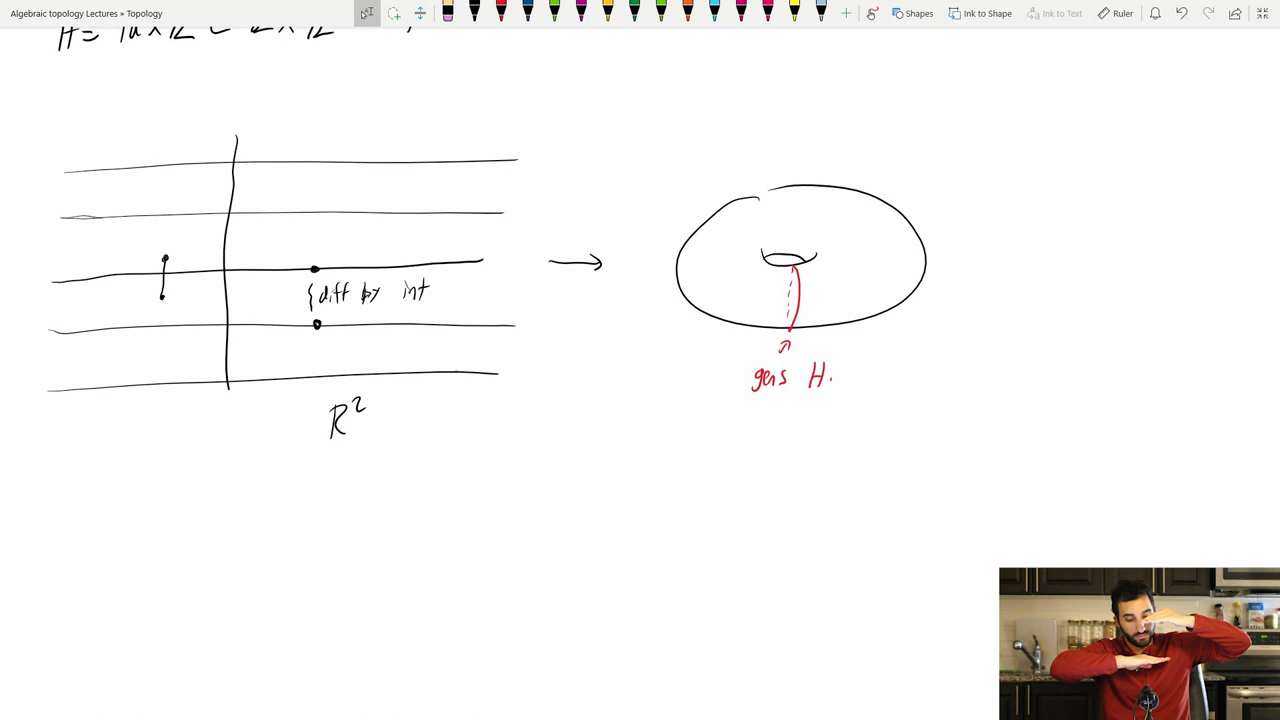 Algebraic topology Lectures » Topology
Shapes
Ink to Shape
Ink to Text
Ruler
{diff by int
gens H.
R²